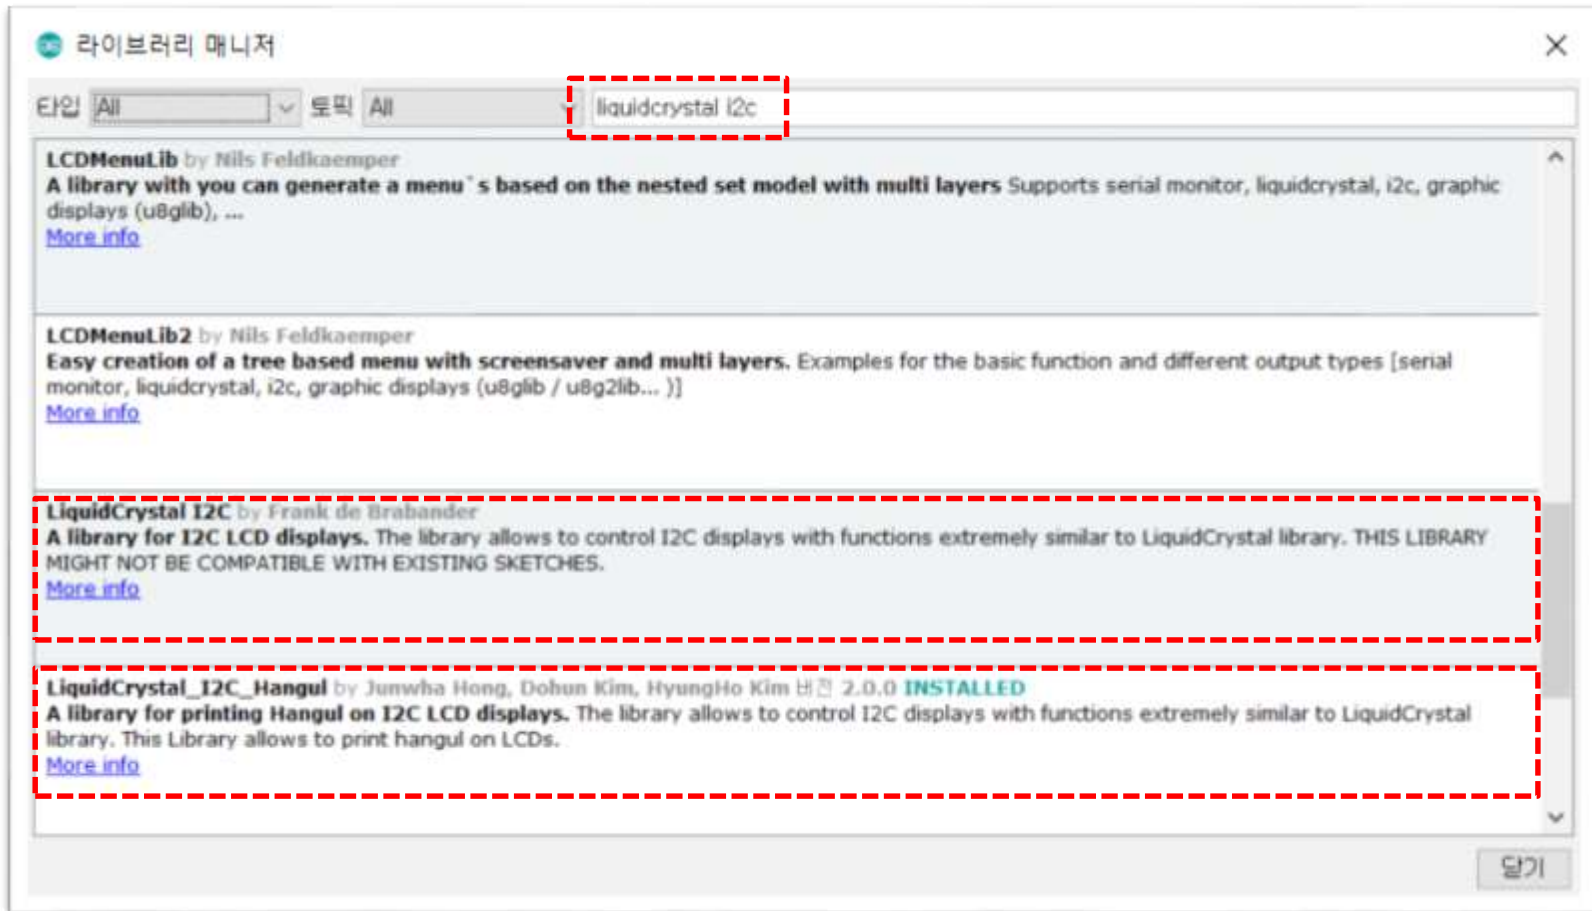 라이브러리 매니저
타입 All 토픽 All liquidcrystal i2c
LCDMenuLib by Nils Feldkaemper
A library with you can generate a menu`s based on the nested set model with multi layers Supports serial monitor, liquidcrystal, i2c, graphic
displays (u8glib), ...
More info
LCDMenuLib2 by Nils Feldkaemper
Easy creation of a tree based menu with screensaver and multi layers. Examples for the basic function and different output types [serial
monitor, liquidcrystal, i2c, graphic displays (u8glib / u8g2lib... )]
More info
LiquidCrystal I2C by Frank de Brabander
A library for I2C LCD displays. The library allows to control I2C displays with functions extremely similar to LiquidCrystal library. THIS LIBRARY
MIGHT NOT BE COMPATIBLE WITH EXISTING SKETCHES.
More info
LiquidCrystal_I2C_Hangul by Junwha Hong, Dohun Kim, HyungHo Kim 버전 2.0.0 INSTALLED
A library for printing Hangul on I2C LCD displays. The library allows to control I2C displays with functions extremely similar to LiquidCrystal
library. This Library allows to print hangul on LCDs.
More info
닫기